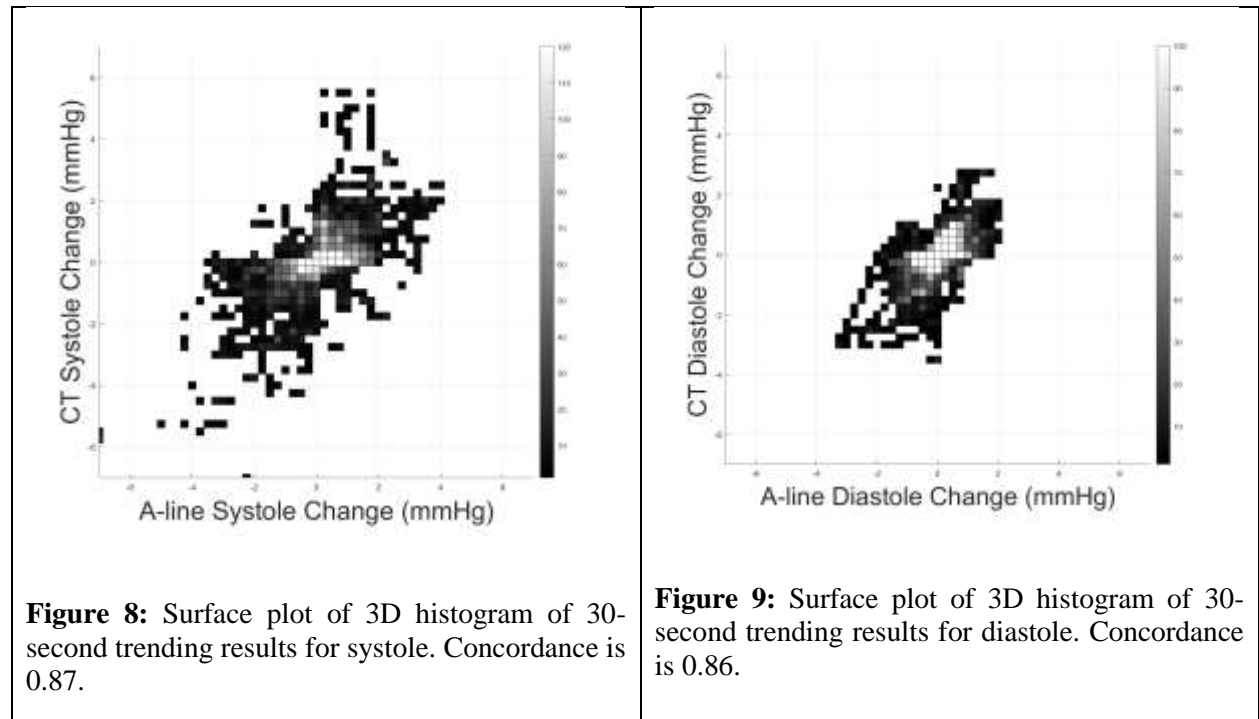 CT Systole Change (mmHg)
A-line Systole Change (mmHg)
Figure 8: Surface plot of 3D histogram of 30-
second trending results for systole. Concordance is
0.87.
CT Diastole Change (mmHg)
A-line Diastole Change (mmHg)
Figure 9: Surface plot of 3D histogram of 30-
second trending results for diastole. Concordance
is 0.86.